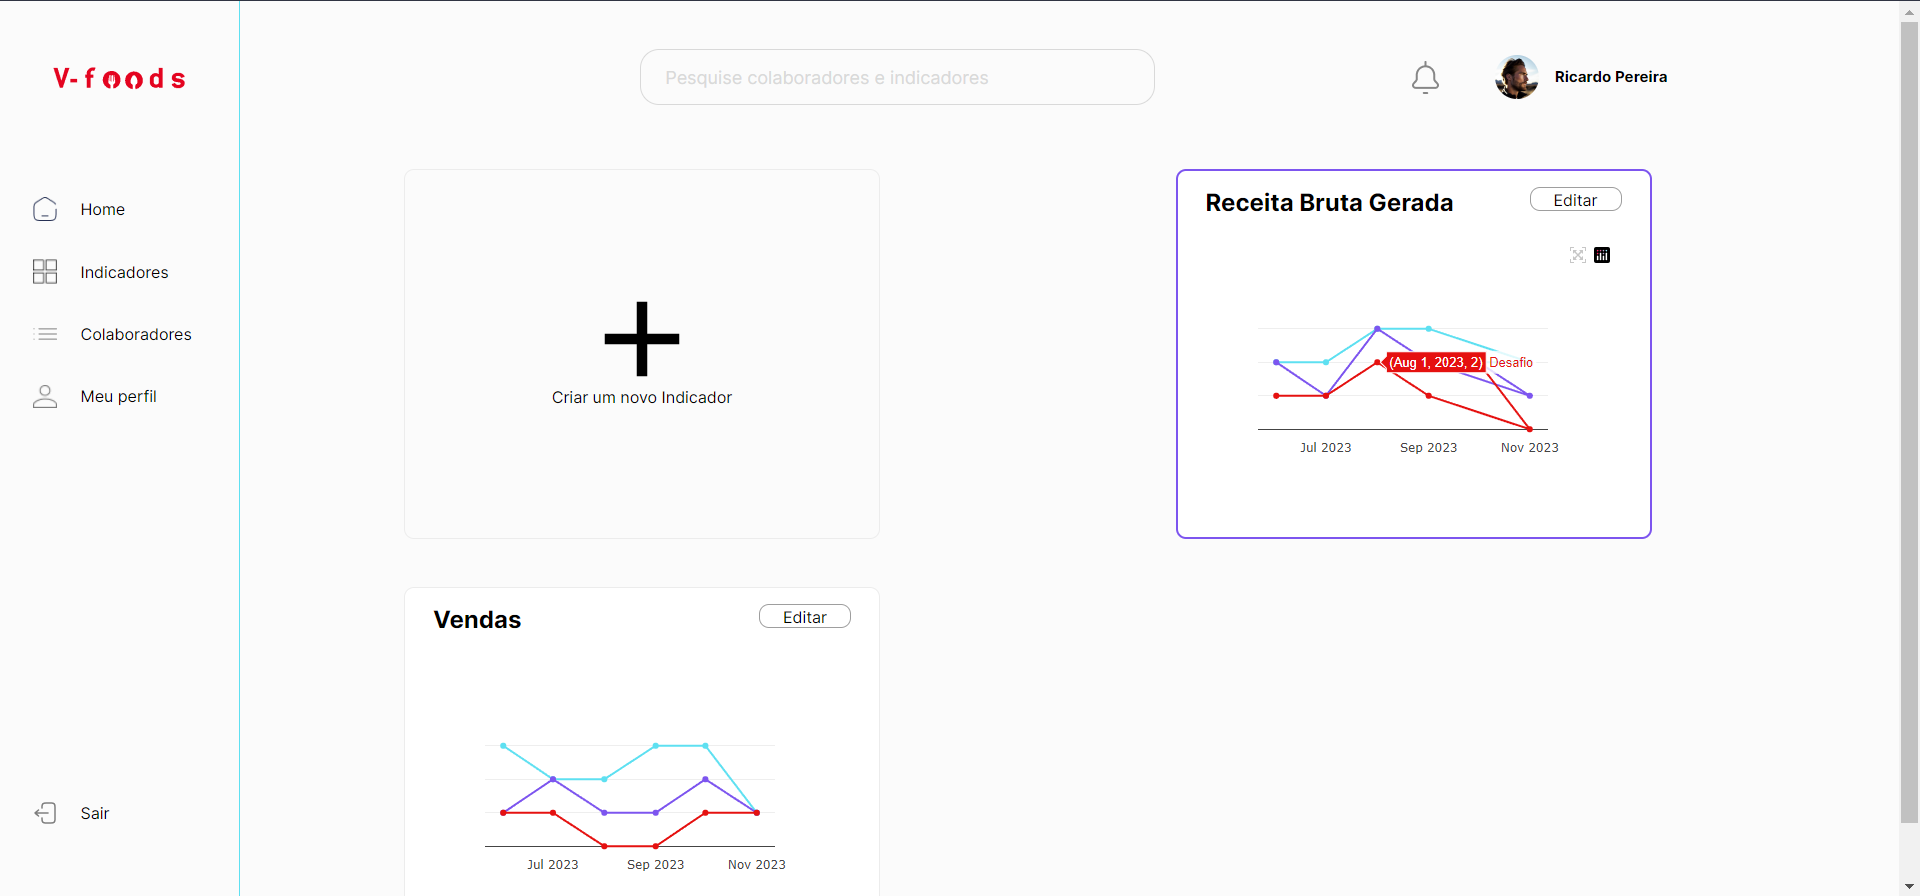 V-foods
Pesquise colaboradores e indicadores
Ricardo Pereira
Home
Indicadores
Colaboradores
Meu perfil
Sair
Criar um novo Indicador
Receita Bruta Gerada
Editar
(Aug 1, 2023, 2) Desafio
Jul 2023 Sep 2023 Nov 2023
Vendas
Editar
Jul 2023 Sep 2023 Nov 2023